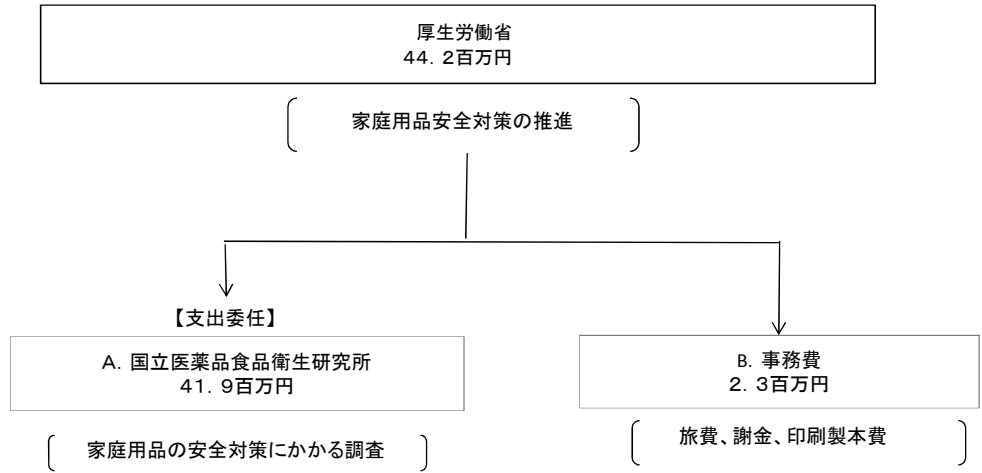 厚生労働省
44．2百万円
家庭用品安全対策の推進
【支出委任】
A．国立医薬品食品衛生研究所
41．9百万円
家庭用品の安全対策にかかる調査
B．事務費
2．3百万円
旅費、謝金、印刷製本費